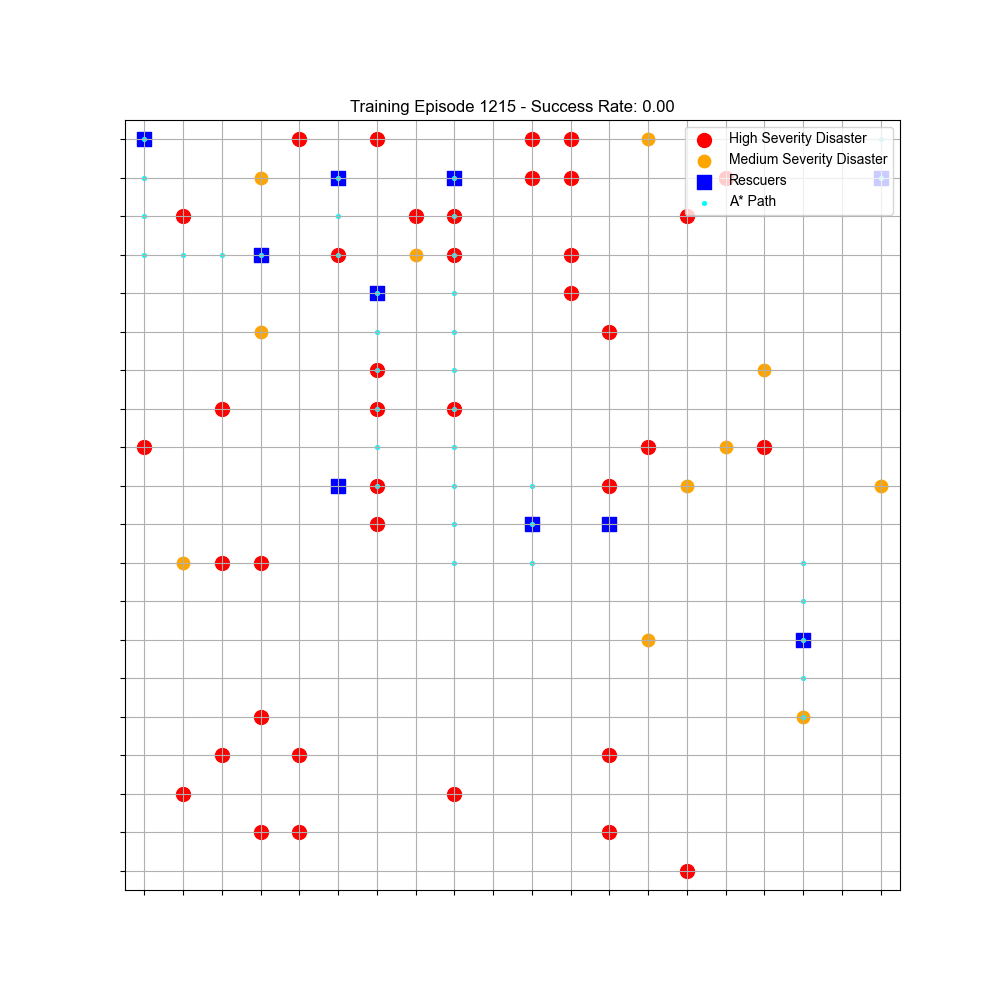 Training Episode 1215 - Success Rate: 0.00
High Severity Disaster
Medium Severity Disaster
Rescuers
A* Path